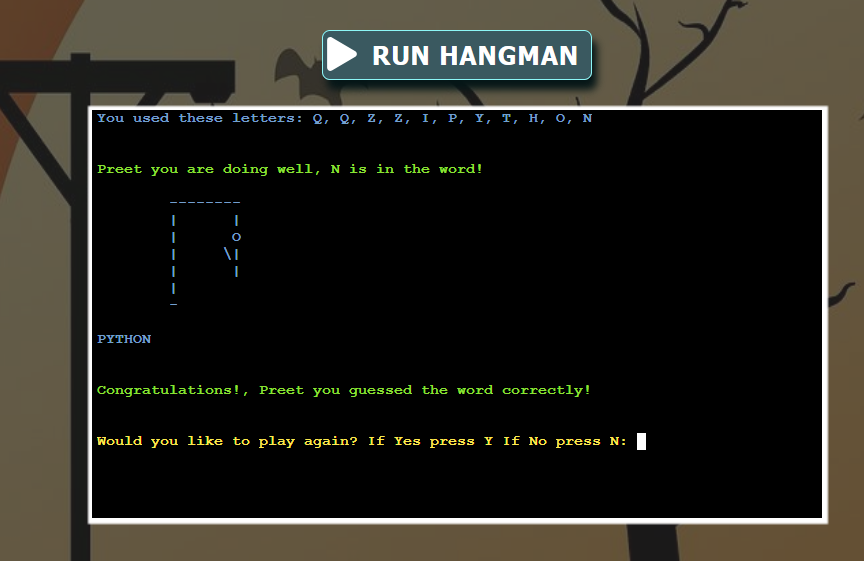 RUN HANGMAN
You used these letters: Q, Q, Z, Z, I, P, Y, T, H, O, N
Preet you are doing well, N is in the word!
--------
|       |
|       O
|      \|
|       |
|
-
PYTHON
Congratulations!, Preet you guessed the word correctly!
Would you like to play again? If Yes press Y If No press N: